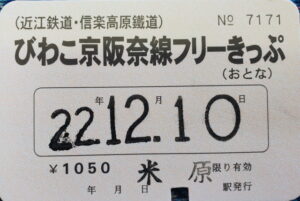 (近江鉄道・信楽高原鐵道) № 7171
びわこ京阪奈線フリーきっぷ
(おとな)
年 月 日
22.12.10
¥1050 米原 限り有効
年 月 日 駅発行